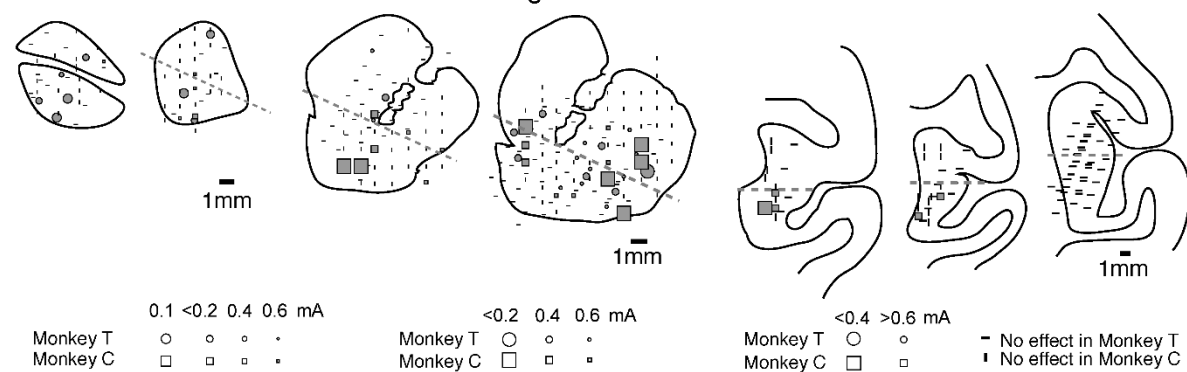 1mm
1mm
1mm
1mm
0.1 <0.2 0.4 0.6 mA
Monkey T
Monkey C
<0.2 0.4 0.6 mA
Monkey T
Monkey C
<0.4 >0.6 mA
Monkey T
Monkey C
No effect in Monkey T
No effect in Monkey C